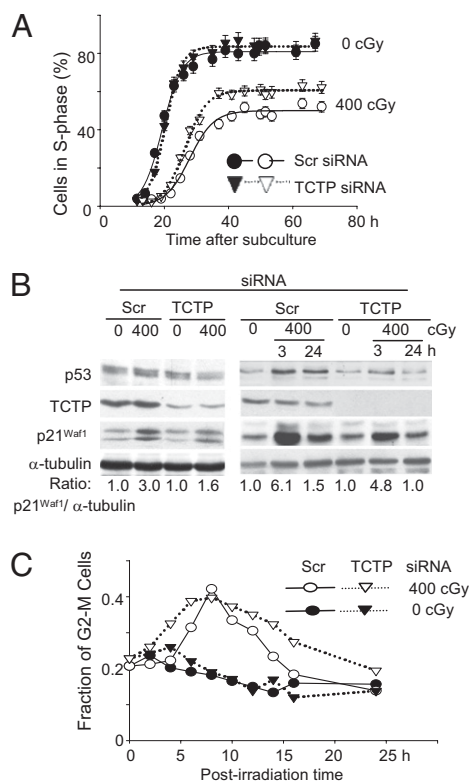 A
Cells in S-phase (%)
80
40
0
0 20 40 60 80 h
Time after subculture
0 cGy
400 cGy
Scr siRNA
TCTP siRNA
B
siRNA
Scr TCTP Scr TCTP
0 400 0 400 0 400 0 400 cGy
3 24 3 24 h
p53
TCTP
p21Waf1
α-tubulin
Ratio: 1.0 3.0 1.0 1.6 1.0 6.1 1.5 1.0 4.8 1.0
p21Waf1/ α-tubulin
C
Fraction of G2-M Cells
0.4
0.2
0
0 5 10 15 20 25 h
Post-irradiation time
Scr TCTP siRNA
400 cGy
0 cGy